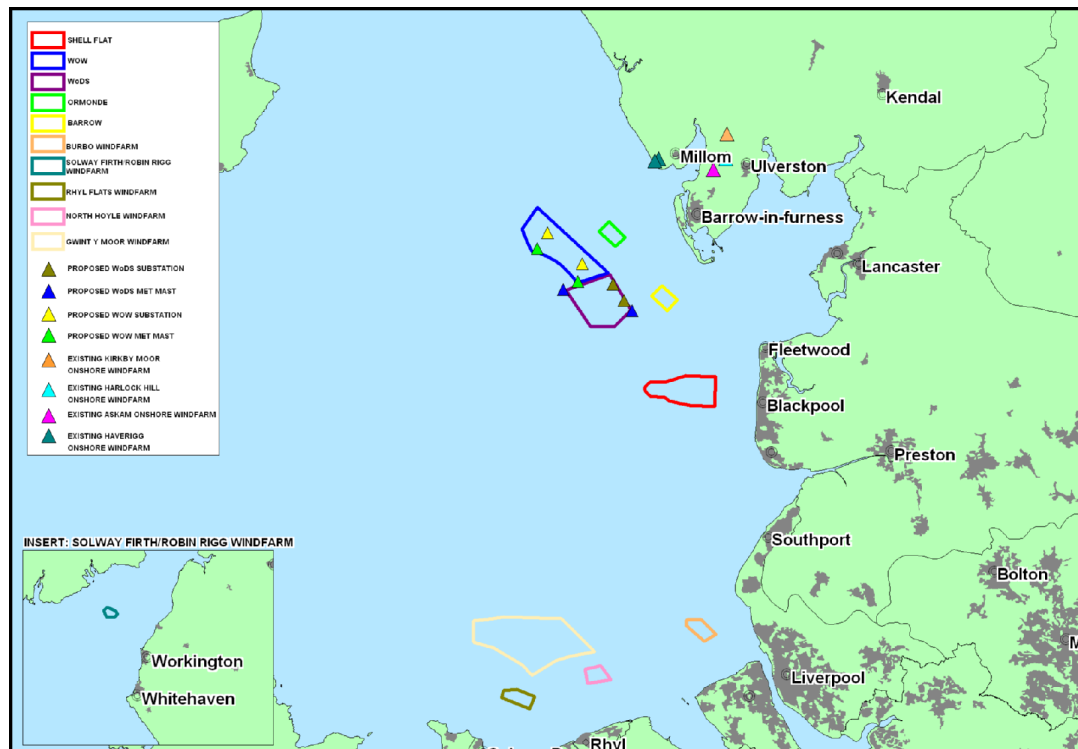 SHELL FLAT
WOW
WoDS
ORMONDE
BARROW
BURBO WINDFARM
SOLWAY FIRTH/ROBIN RIGG
WINDFARM
RHYL FLATS WINDFARM
NORTH HOYLE WINDFARM
GWINT Y MOOR WINDFARM
PROPOSED WoDS SUBSTATION
PROPOSED WoDS MET MAST
PROPOSED WOW SUBSTATION
PROPOSED WOW MET MAST
EXISTING KIRKBY MOOR
ONSHORE WINDFARM
EXISTING HARLOCK HILL
ONSHORE WINDFARM
EXISTING ASKAM ONSHORE WINDFARM
EXISTING HAVERIGG
ONSHORE WINDFARM
Kendal
Millom
Ulverston
Barrow-in-furness
Lancaster
Fleetwood
Blackpool
Preston
Southport
Bolton
Liverpool
Rhyl
INSERT: SOLWAY FIRTH/ROBIN RIGG WINDFARM
Workington
Whitehaven